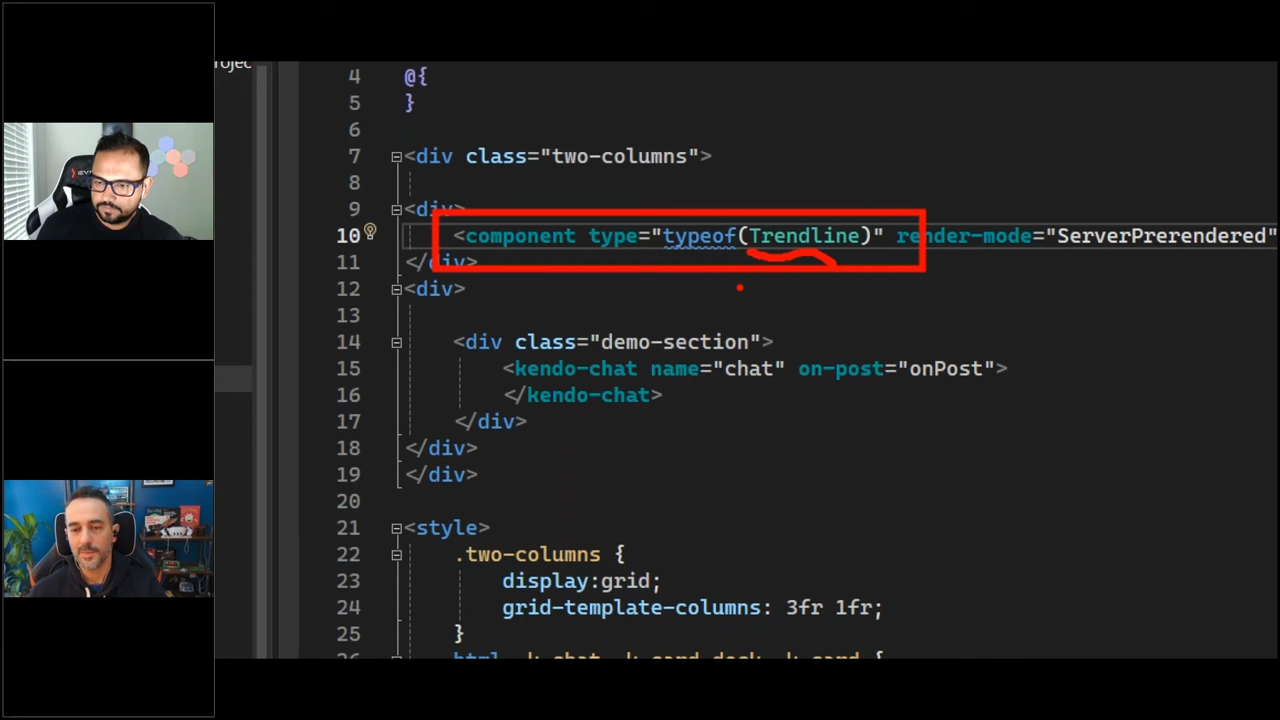 rojec
4 @{
5 }
6
7 <div class="two-columns">
8
9 <div>
10 <component type="typeof(Trendline)" render-mode="ServerPrerendered"
11 </div>
12 <div>
13
14 <div class="demo-section">
15 <kendo-chat name="chat" on-post="onPost">
16 </kendo-chat>
17 </div>
18 </div>
19 </div>
20
21 <style>
22 .two-columns {
23 display:grid;
24 grid-template-columns: 3fr 1fr;
25 }